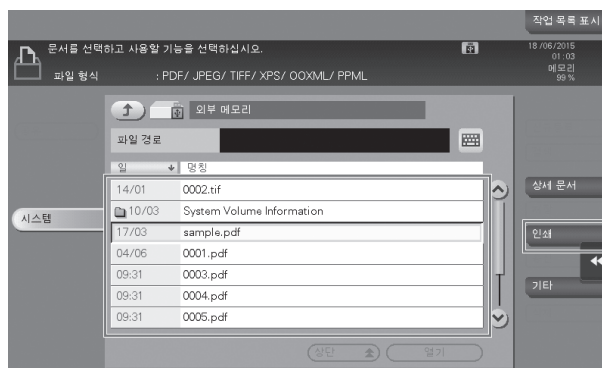 작업 목록 표시
문서를 선택하고 사용할 기능을 선택하십시오.
18/06/2015
01:03
메모리
99 %
파일 형식 : PDF/ JPEG/ TIFF/ XPS/ OOXML/ PPML
외부 메모리
파일 경로
일 명칭
14/01 0002.tif
상세 문서
10/03 System Volume Information
시스템
17/03 sample.pdf
인쇄
04/06 0001.pdf
09:31 0003.pdf
기타
09:31 0004.pdf
09:31 0005.pdf
상단 열기